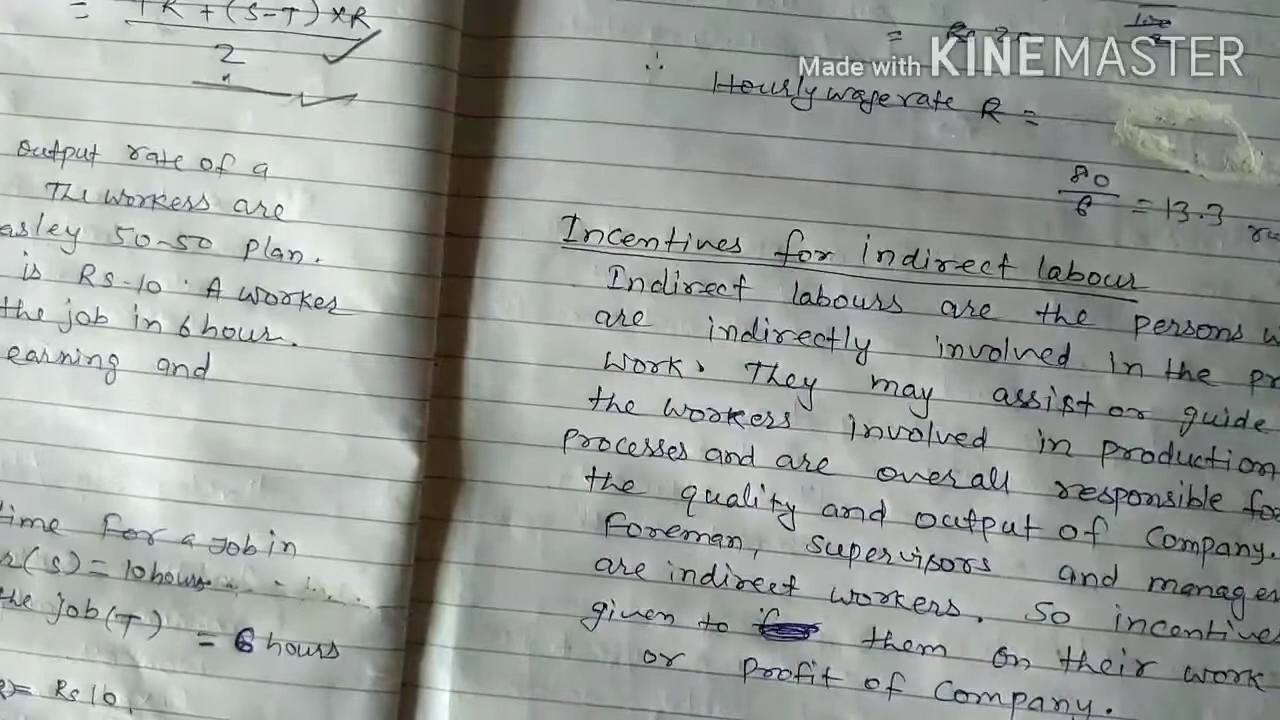 = TR + (S-T) XR
2
output rate of a
The workess are
asley 50-50 plan.
is Rs-10. A worker
the job in 6 hour.
earning and
time For a Job in
r(s) = 10 hours
the job (T) = 6 hours
= Rs 10.
=
Made with KINEMASTER
∴ Hourly wage rate R =
80
6 = 13.3
Incentives for indirect labour
Indirect labours are the persons
are indirectly involved in the
work. They may assist or guide
the workers involved in production
processes and are overall responsible for
the quality and output of company.
Foreman, supervisors and manager
are indirect workers. So incentives
given to them on their work
or profit of company.